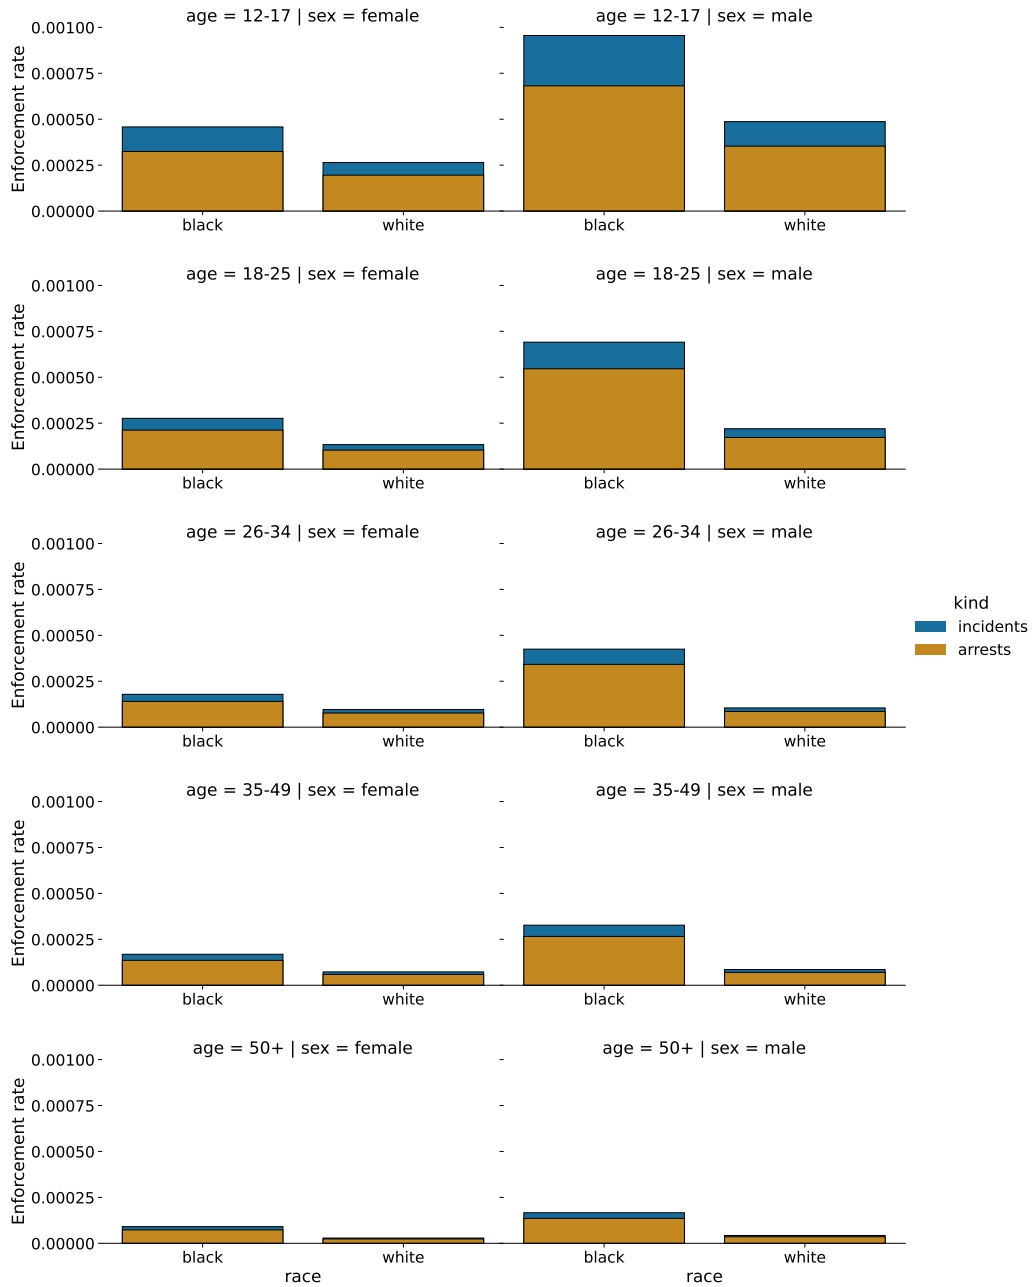 age = 12-17 | sex = female
age = 12-17 | sex = male
0.00100
0.00075
0.00050
0.00025
0.00000
Enforcement rate
black
white
black
white
age = 18-25 | sex = female
age = 18-25 | sex = male
0.00100
0.00075
0.00050
0.00025
0.00000
Enforcement rate
black
white
black
white
age = 26-34 | sex = female
age = 26-34 | sex = male
0.00100
0.00075
0.00050
0.00025
0.00000
Enforcement rate
black
white
black
white
kind
incidents
arrests
age = 35-49 | sex = female
age = 35-49 | sex = male
0.00100
0.00075
0.00050
0.00025
0.00000
Enforcement rate
black
white
black
white
age = 50+ | sex = female
age = 50+ | sex = male
0.00100
0.00075
0.00050
0.00025
0.00000
Enforcement rate
black
white
black
white
race
race